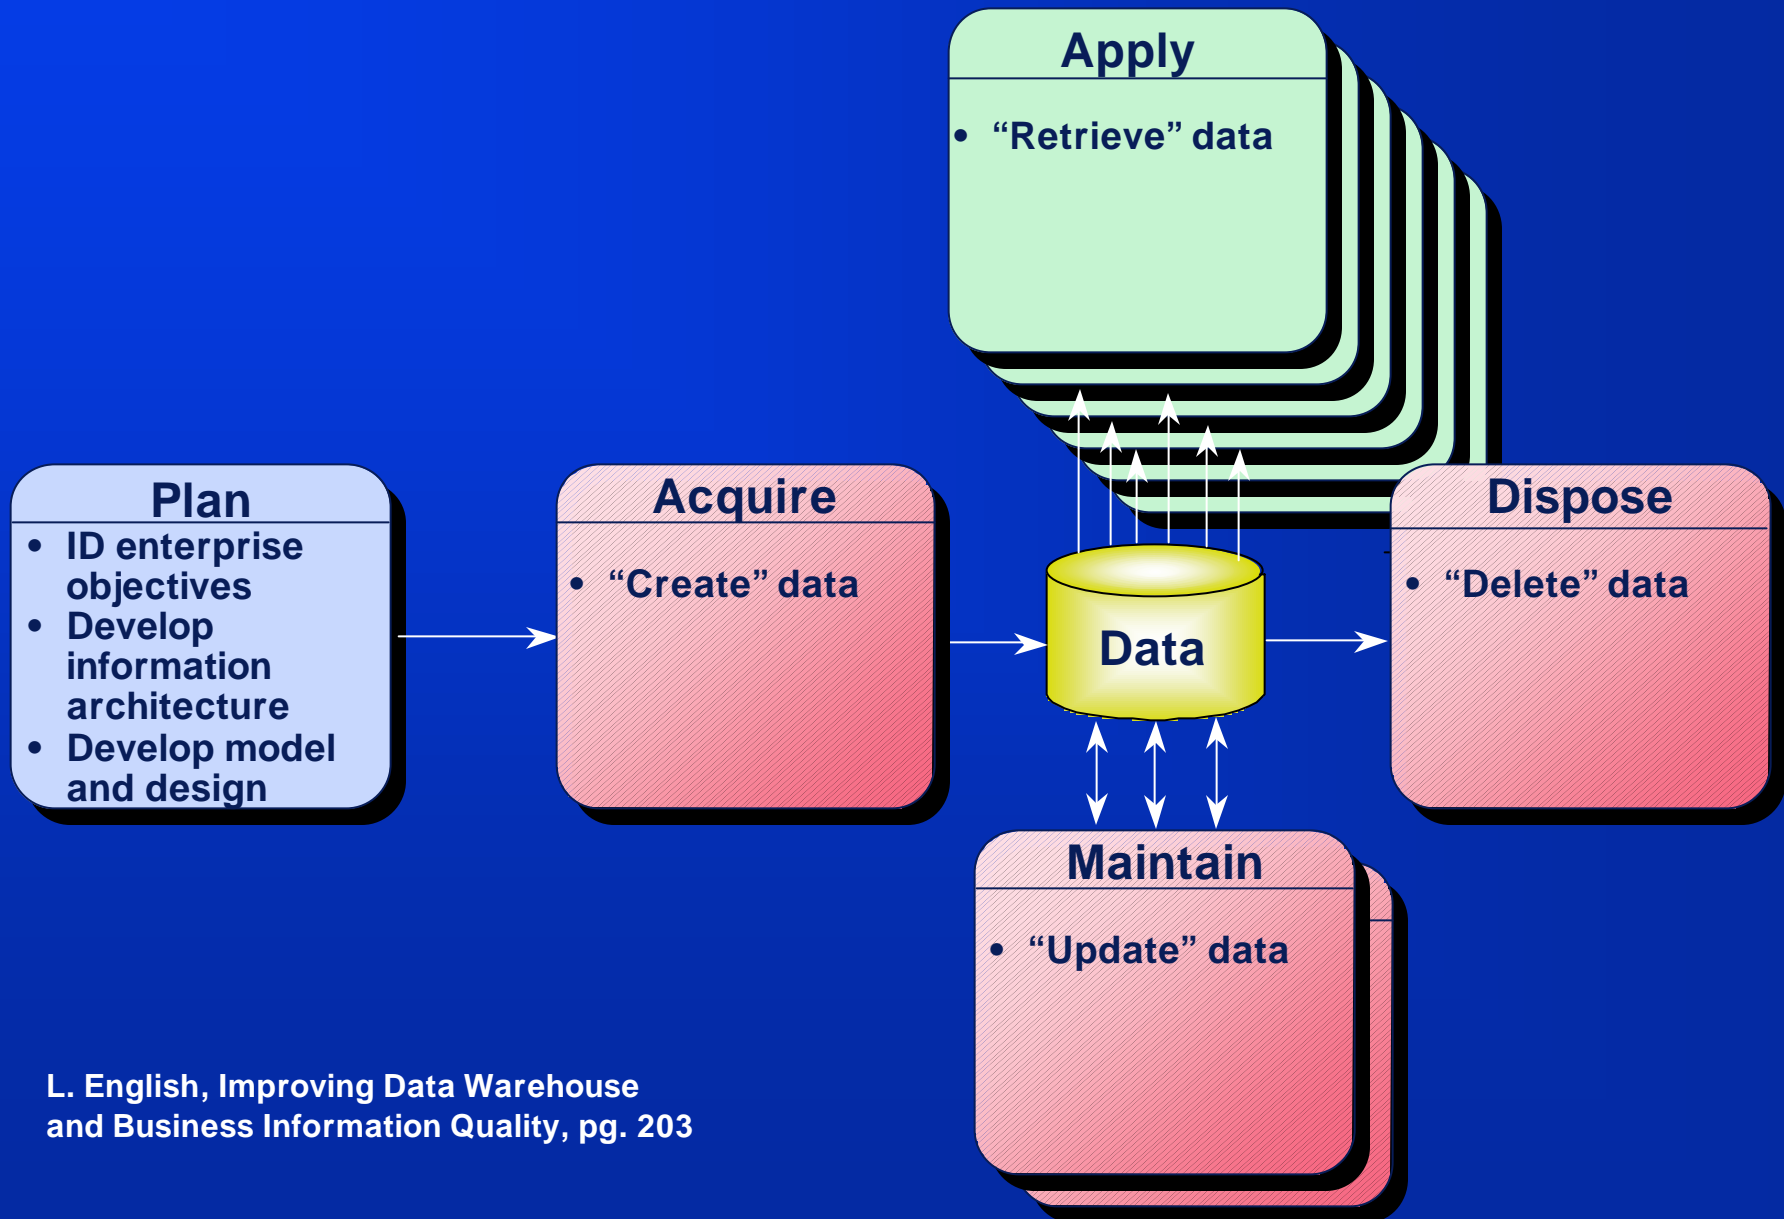 Apply
• “Retrieve” data
Plan
• ID enterprise
objectives
• Develop
information
architecture
• Develop model
and design
Acquire
• “Create” data
Data
Dispose
• “Delete” data
Maintain
• “Update” data
L. English, Improving Data Warehouse
and Business Information Quality, pg. 203